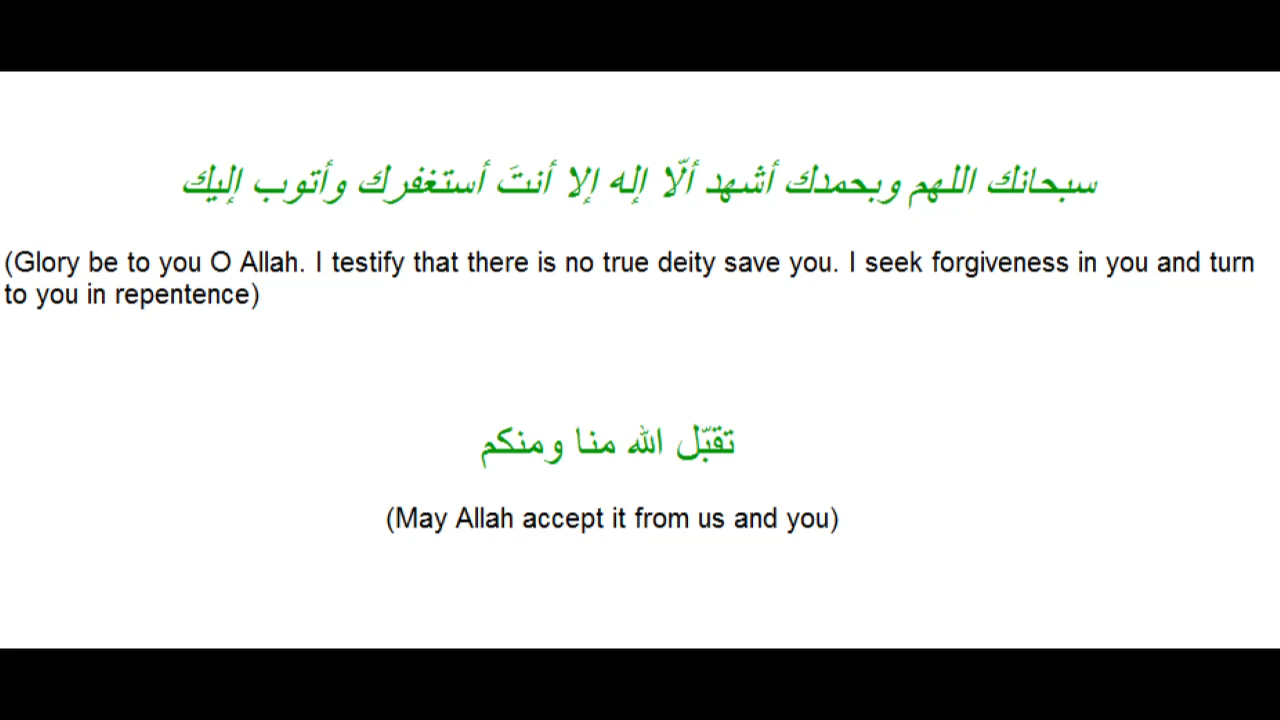 سبحانك اللهم وبحمدك أشهد ألّا إله إلا أنتَ أستغفرك وأتوب إليك
(Glory be to you O Allah. I testify that there is no true deity save you. I seek forgiveness in you and turn
to you in repentence)
تقبّل الله منا ومنكم
(May Allah accept it from us and you)